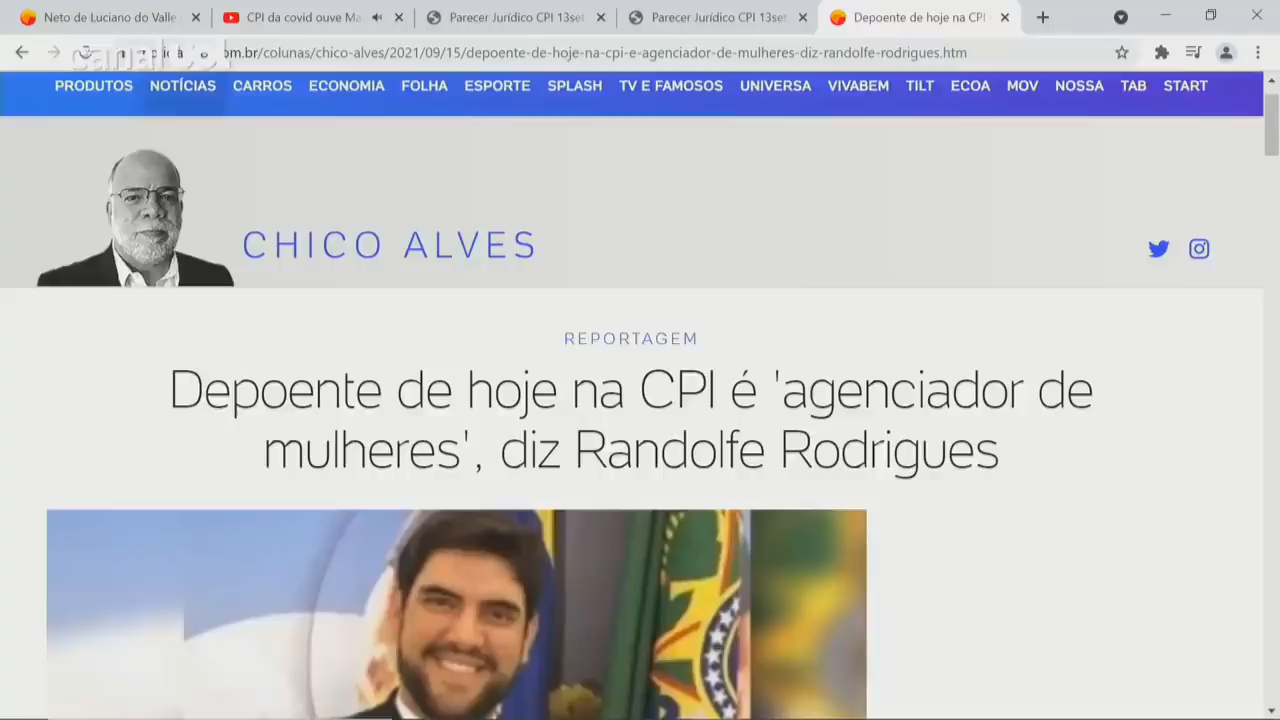 Neto de Luciano do Valle
CPI da covid ouve Ma
Parecer Jurídico CPI 13set
Parecer Jurídico CPI 13set
Depoente de hoje na CPI
om.br/colunas/chico-alves/2021/09/15/depoente-de-hoje-na-cpi-e-agenciador-de-mulheres-diz-randolfe-rodrigues.htm
PRODUTOS NOTÍCIAS CARROS ECONOMIA FOLHA ESPORTE SPLASH TV E FAMOSOS UNIVERSA VIVABEM TILT ECOA MOV NOSSA TAB START
CHICO ALVES
REPORTAGEM
Depoente de hoje na CPI é 'agenciador de
mulheres', diz Randolfe Rodrigues